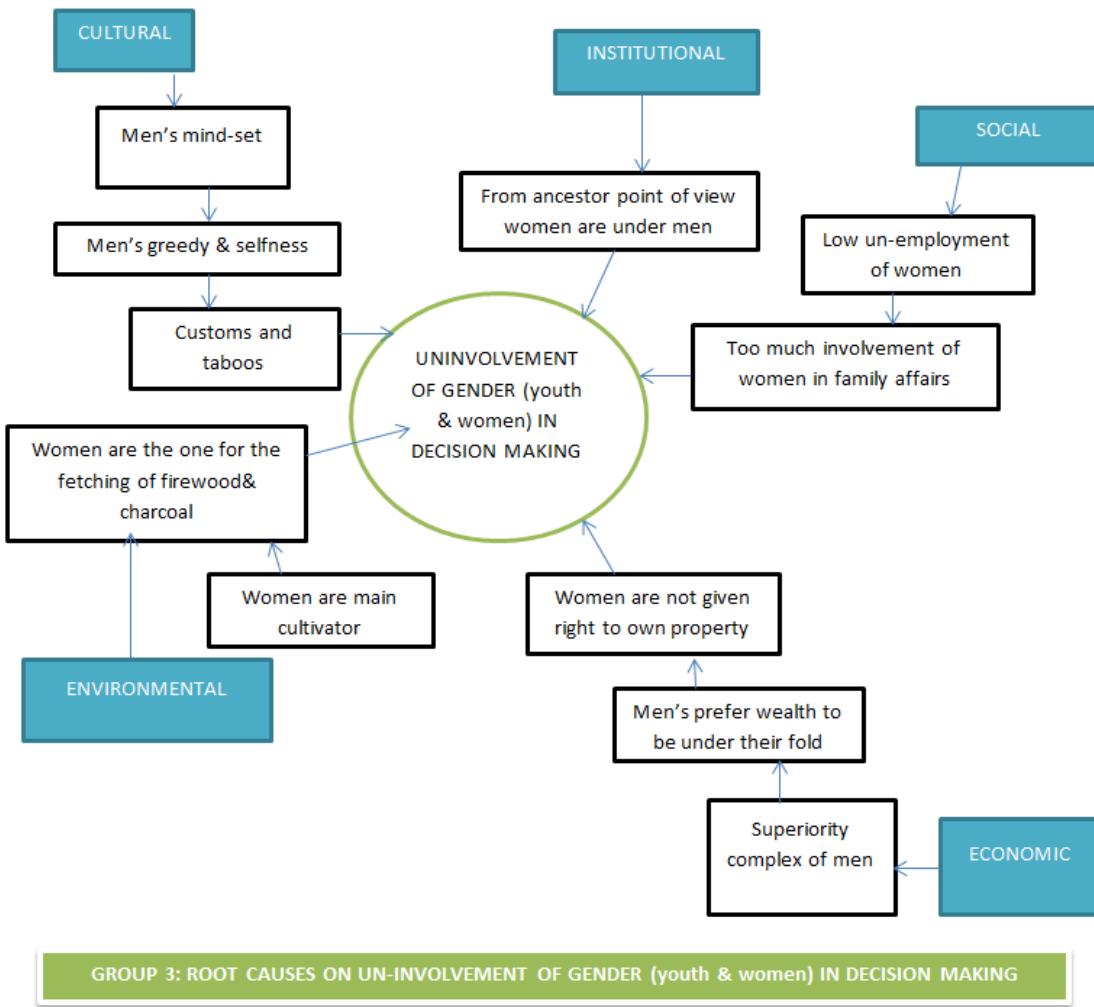 CULTURAL
Men's mind-set
Men's greedy & selfness
Customs and
taboos
INSTITUTIONAL
From ancestor point of view
women are under men
SOCIAL
Low un-employment
of women
Too much involvement of
women in family affairs
UNINVOLVEMENT
OF GENDER (youth
& women) IN
DECISION MAKING
Women are the one for the
fetching of firewood&
charcoal
Women are main
cultivator
ENVIRONMENTAL
Women are not given
right to own property
Men's prefer wealth to
be under their fold
Superiority
complex of men
ECONOMIC
GROUP 3: ROOT CAUSES ON UN-INVOLVEMENT OF GENDER (youth & women) IN DECISION MAKING